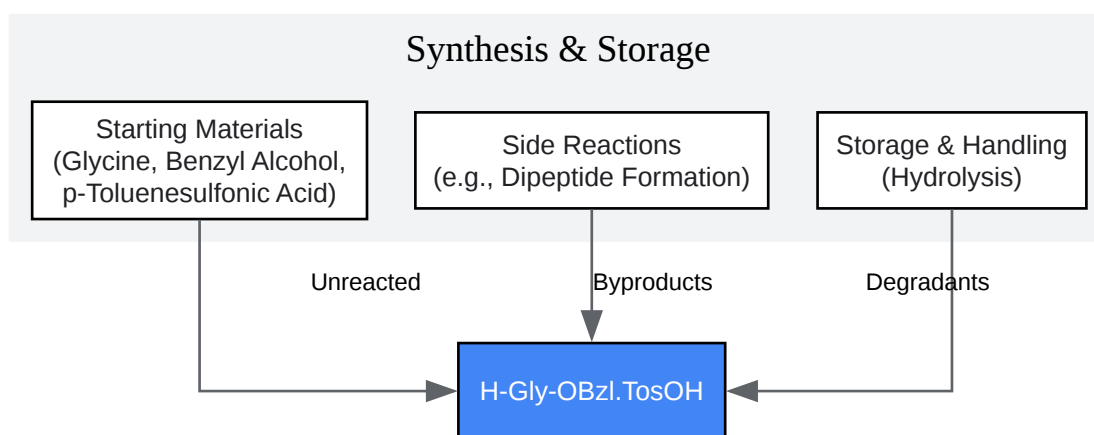 Synthesis & Storage
Starting Materials
(Glycine, Benzyl Alcohol,
p-Toluenesulfonic Acid)
Side Reactions
(e.g., Dipeptide Formation)
Storage & Handling
(Hydrolysis)
Unreacted
Byproducts
Degradants
H-Gly-OBzl.TosOH